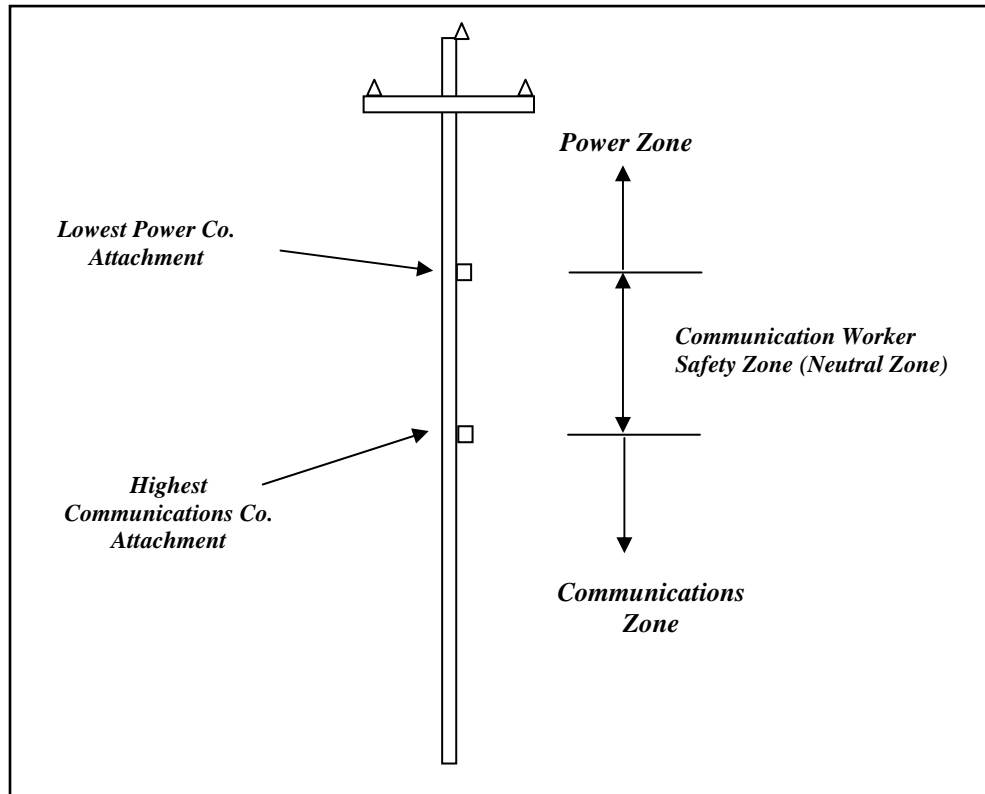 Power Zone
Lowest Power Co.
Attachment
Communication Worker
Safety Zone (Neutral Zone)
Highest
Communications Co.
Attachment
Communications
Zone